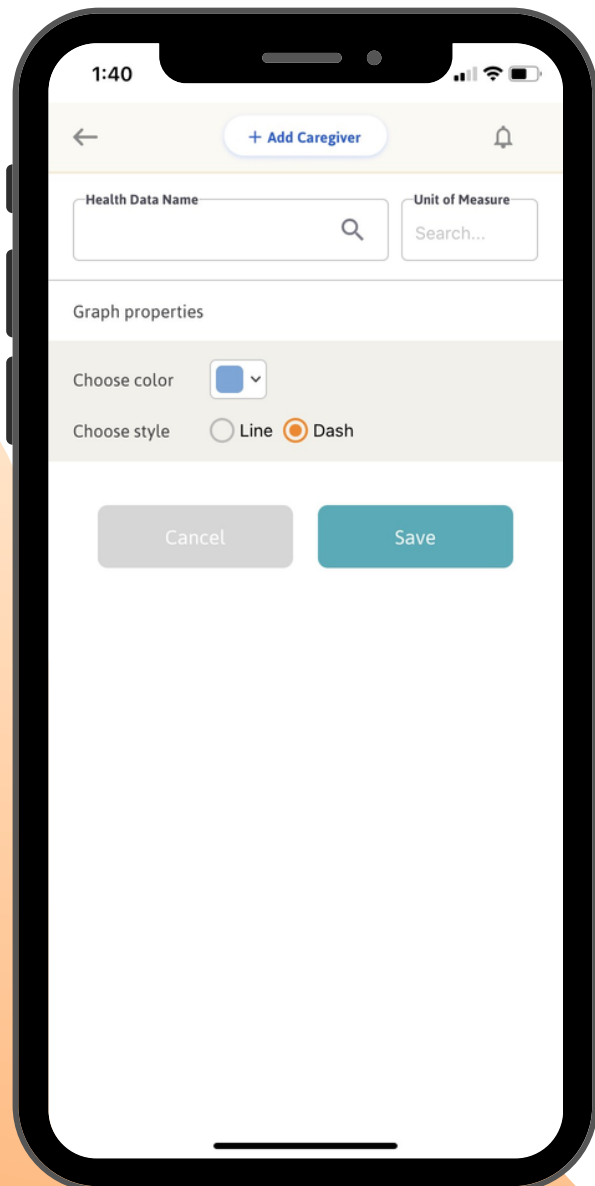 1:40
+ Add Caregiver
Health Data Name Unit of Measure
Search...
Graph properties
Choose color
Choose style Line Dash
Cancel Save